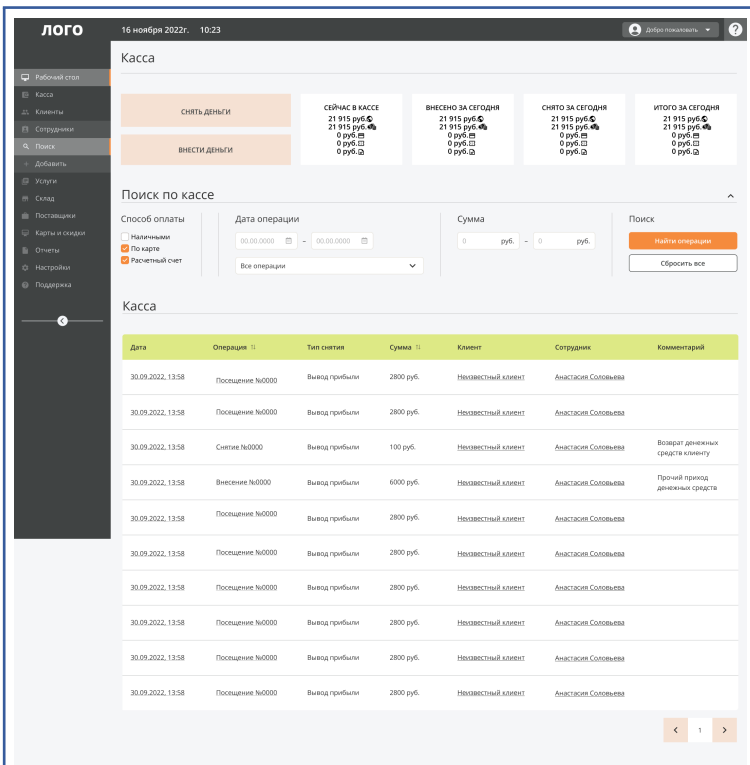 ЛОГО
16 ноября 2022г. 10:23
Добро пожаловать
?
Рабочий стол
Касса
Клиенты
Сотрудники
Поиск
Добавить
Услуги
Склад
Поставщики
Карты и скидки
Отчеты
Настройки
Поддержка
Касса
СНЯТЬ ДЕНЬГИ
ВНЕСТИ ДЕНЬГИ
СЕЙЧАС В КАССЕ
21 915 руб.
21 915 руб.
0 руб.
0 руб.
0 руб.
ВНЕСЕНО ЗА СЕГОДНЯ
21 915 руб.
21 915 руб.
0 руб.
0 руб.
0 руб.
СНЯТО ЗА СЕГОДНЯ
21 915 руб.
21 915 руб.
0 руб.
0 руб.
0 руб.
ИТОГО ЗА СЕГОДНЯ
21 915 руб.
21 915 руб.
0 руб.
0 руб.
0 руб.
Поиск по кассе
Способ оплаты
Наличными
По карте
Расчетный счет
Дата операции
00.00.0000 – 00.00.0000
Все операции
Сумма
0 руб. – 0 руб.
Поиск
Найти операции
Сбросить все
Касса
Дата Операция Тип снятия Сумма Клиент Сотрудник Комментарий
30.09.2022, 13:58 Посещение №0000 Вывод прибыли 2800 руб. Неизвестный клиент Анастасия Соловьева
30.09.2022, 13:58 Посещение №0000 Вывод прибыли 2800 руб. Неизвестный клиент Анастасия Соловьева
30.09.2022, 13:58 Снятие №0000 Вывод прибыли 100 руб. Неизвестный клиент Анастасия Соловьева Возврат денежных
средств клиенту
30.09.2022, 13:58 Внесение №0000 Вывод прибыли 6000 руб. Неизвестный клиент Анастасия Соловьева Прочий приход
денежных средств
30.09.2022, 13:58 Посещение №0000 Вывод прибыли 2800 руб. Неизвестный клиент Анастасия Соловьева
30.09.2022, 13:58 Посещение №0000 Вывод прибыли 2800 руб. Неизвестный клиент Анастасия Соловьева
30.09.2022, 13:58 Посещение №0000 Вывод прибыли 2800 руб. Неизвестный клиент Анастасия Соловьева
30.09.2022, 13:58 Посещение №0000 Вывод прибыли 2800 руб. Неизвестный клиент Анастасия Соловьева
30.09.2022, 13:58 Посещение №0000 Вывод прибыли 2800 руб. Неизвестный клиент Анастасия Соловьева
30.09.2022, 13:58 Посещение №0000 Вывод прибыли 2800 руб. Неизвестный клиент Анастасия Соловьева
1